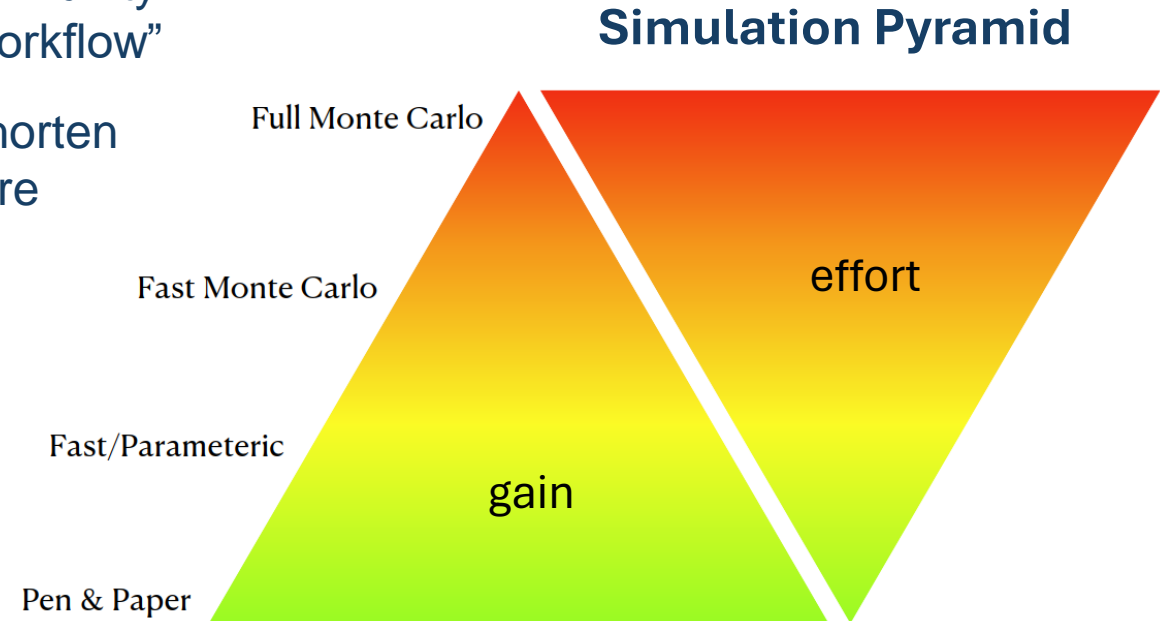 orkflow”
horten
re
Simulation Pyramid
Full Monte Carlo
Fast Monte Carlo
effort
Fast/Parameteric
gain
Pen & Paper